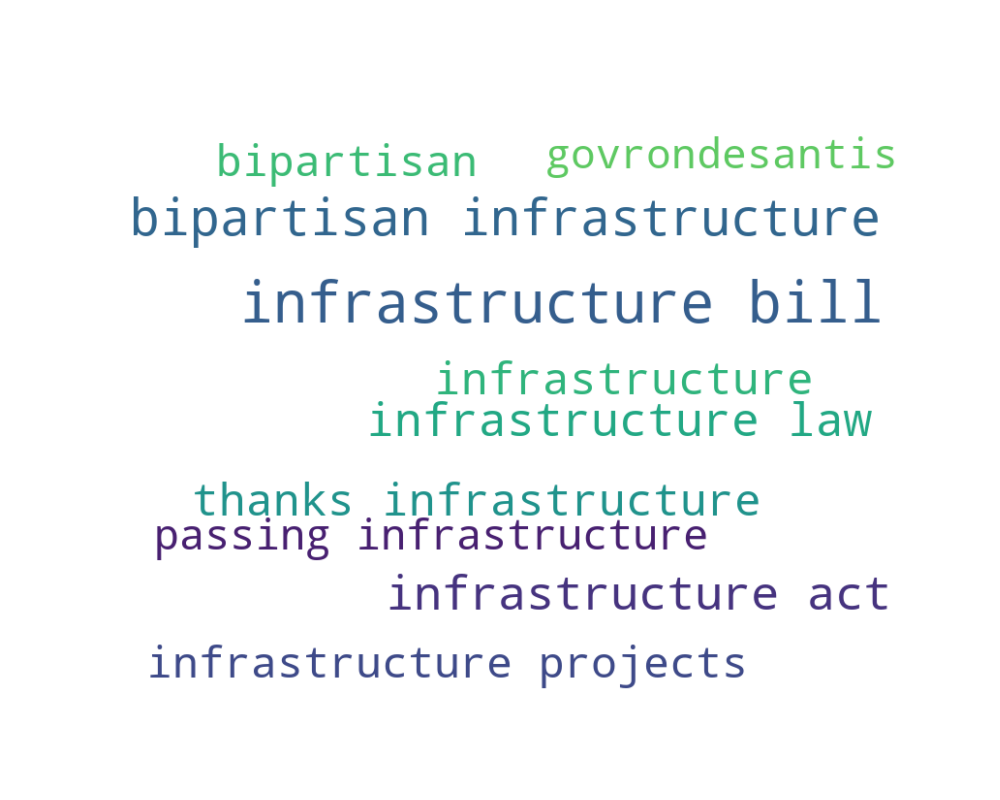 bipartisan
govrondesantis
bipartisan infrastructure
infrastructure bill
infrastructure
infrastructure law
thanks infrastructure
passing infrastructure
infrastructure act
infrastructure projects